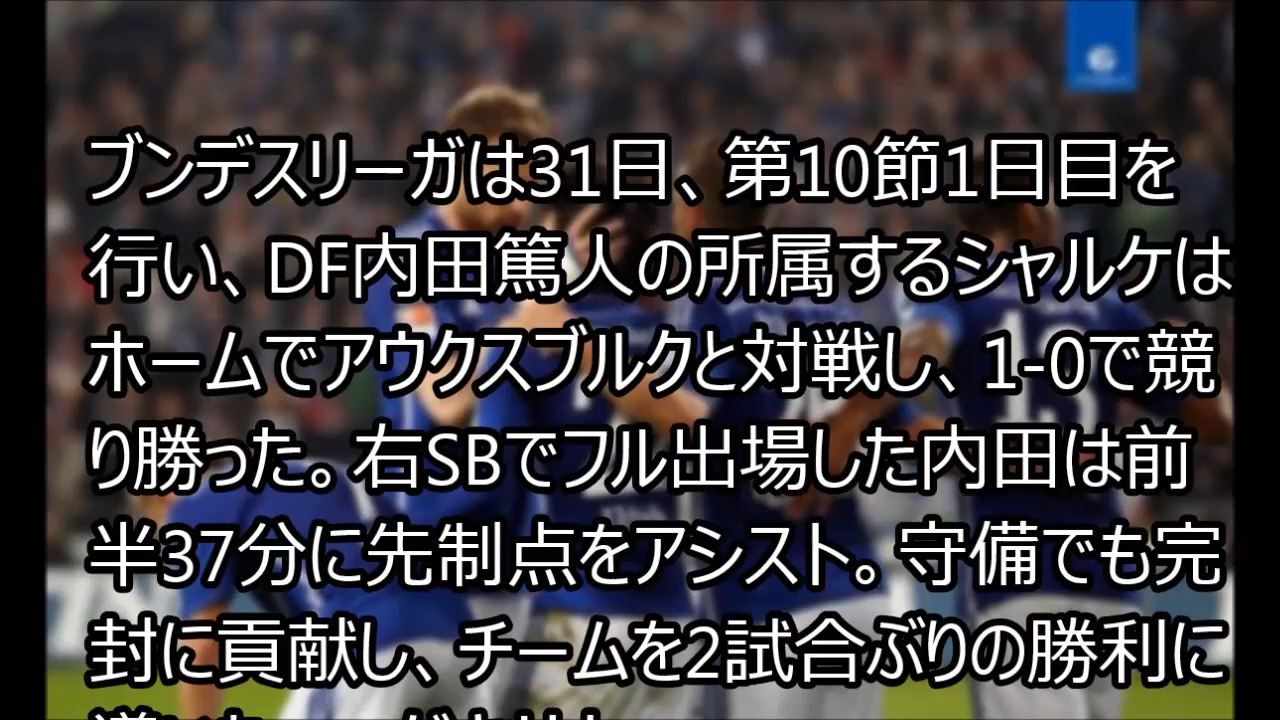 ブンデスリーガは31日、第10節1日目を
行い、DF内田篤人の所属するシャルケは
ホームでアウクスブルクと対戦し、1-0で競
り勝った。右SBでフル出場した内田は前
半37分に先制点をアシスト。守備でも完
封に貢献し、チームを2試合ぶりの勝利に
13